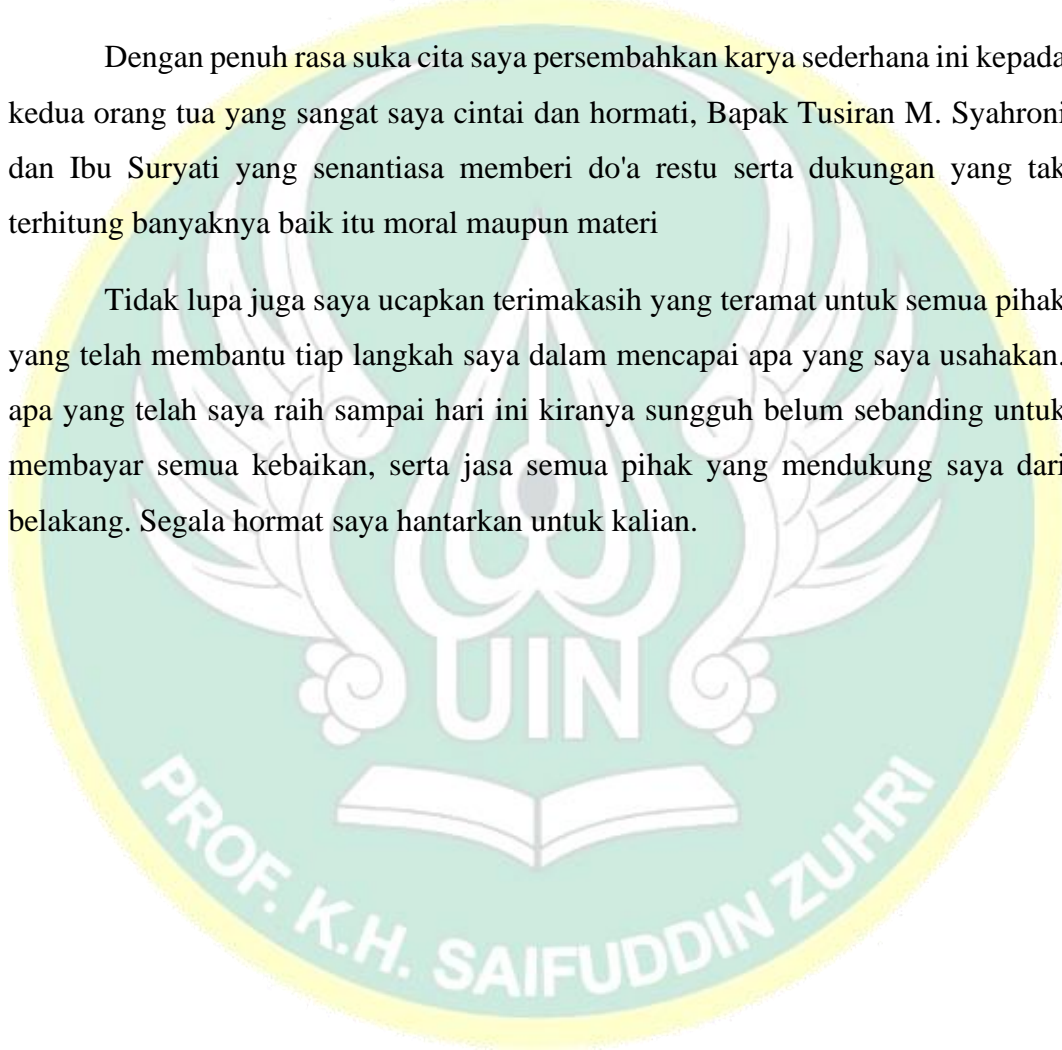 Dengan penuh rasa suka cita saya persembahkan karya sederhana ini kepada
kedua orang tua yang sangat saya cintai dan hormati, Bapak Tusiran M. Syahroni
dan Ibu Suryati yang senantiasa memberi do'a restu serta dukungan yang tak
terhitung banyaknya baik itu moral maupun materi
Tidak lupa juga saya ucapkan terimakasih yang teramat untuk semua pihak
yang telah membantu tiap langkah saya dalam mencapai apa yang saya usahakan.
apa yang telah saya raih sampai hari ini kiranya sungguh belum sebanding untuk
membayar semua kebaikan, serta jasa semua pihak yang mendukung saya dari
belakang. Segala hormat saya hantarkan untuk kalian.
UIN
PROF. K.H. SAIFUDDIN ZUHRI